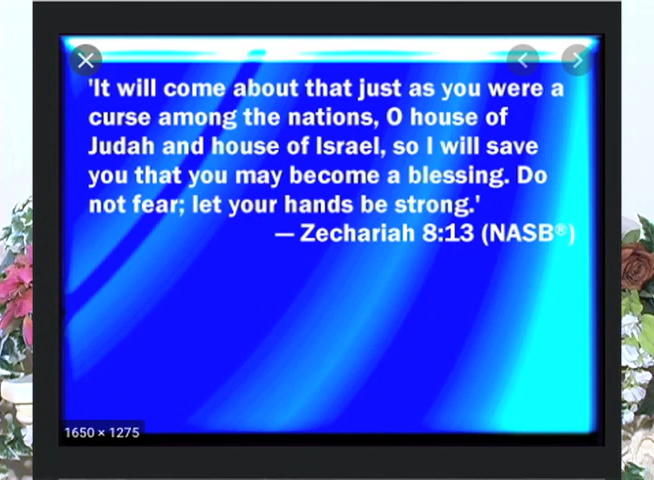 'It will come about that just as you were a
curse among the nations, O house of
Judah and house of Israel, so I will save
you that you may become a blessing. Do
not fear; let your hands be strong.'
— Zechariah 8:13 (NASB®)
1650 × 1275